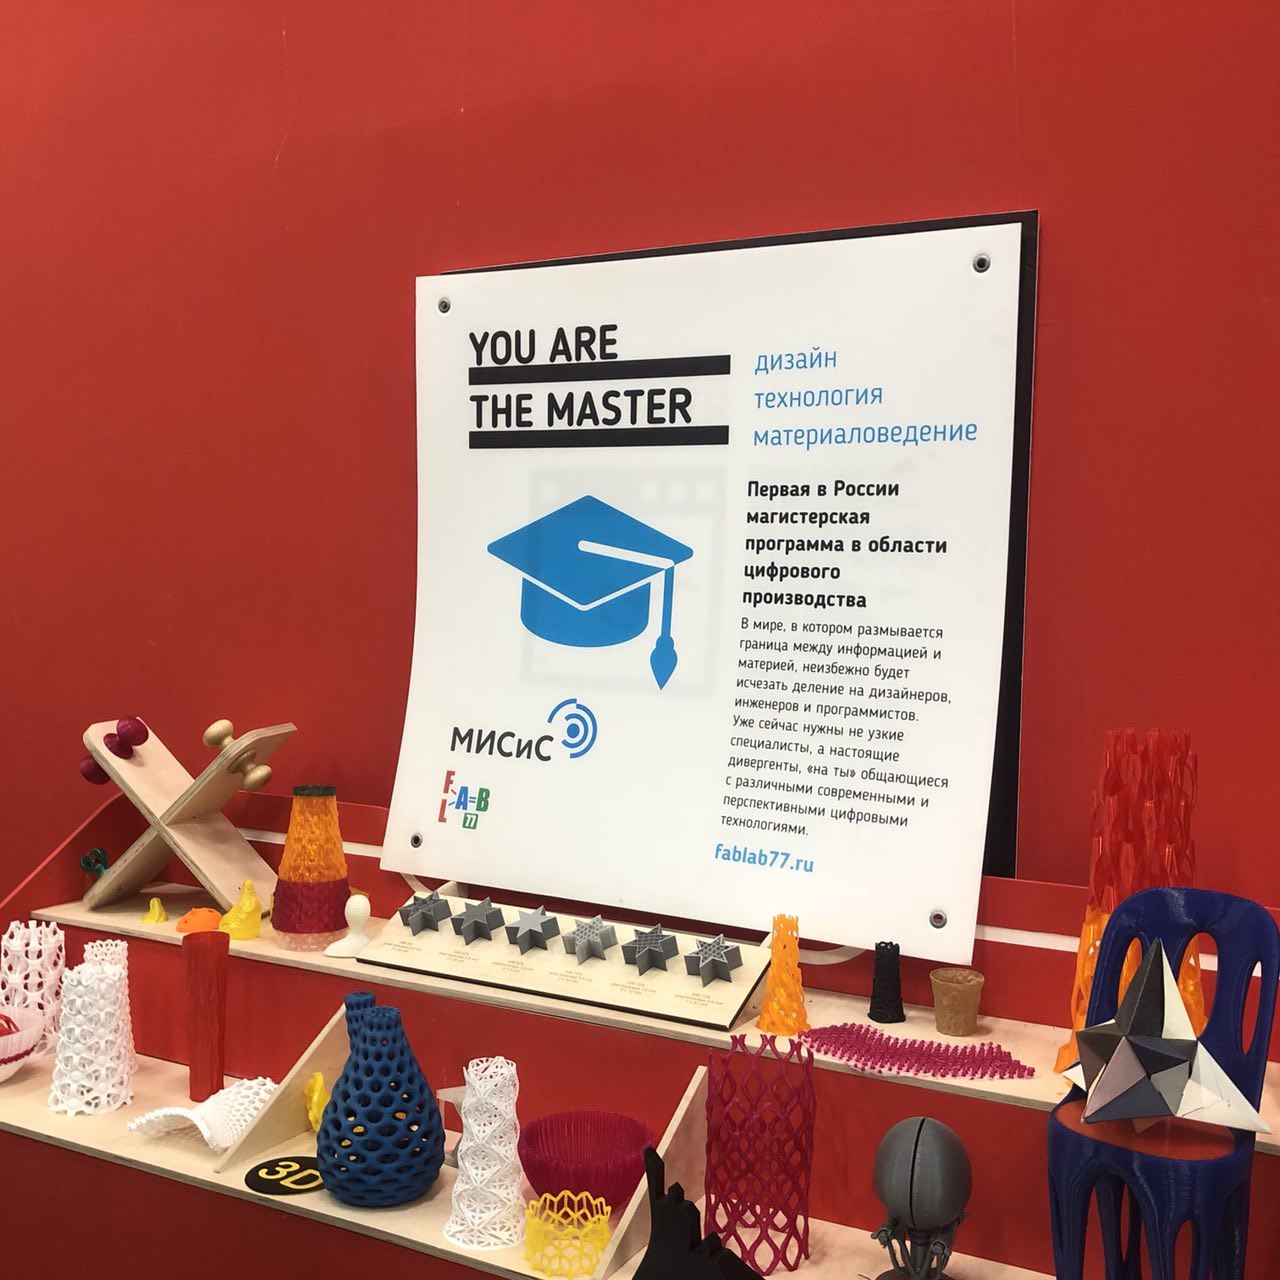 YOU ARE
THE MASTER
дизайн
технология
материаловедение
Первая в России
магистерская
программа в области
цифрового
производства
В мире, в котором размывается
граница между информацией и
материей, неизбежно будет
исчезать деление на дизайнеров,
инженеров и программистов.
Уже сейчас нужны не узкие
специалисты, а настоящие
дивергенты, «на ты» общающиеся
с различными современными и
перспективными цифровыми
технологиями.
fablab77.ru
МИСиС
FAB
L
77
3D